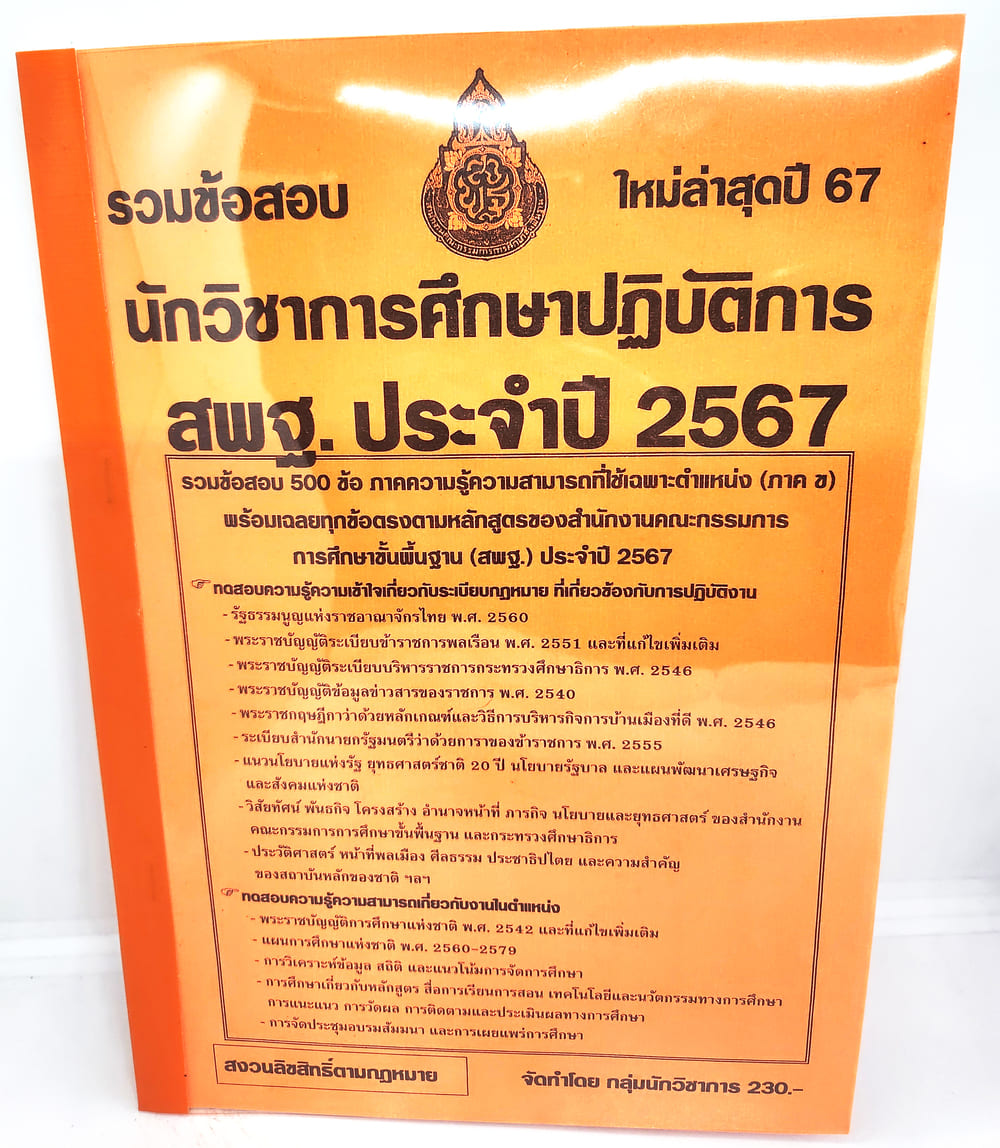 รวมข้อสอบ
ใหม่ล่าสุดปี 67
นักวิชาการศึกษาปฏิบัติการ
สพฐ. ประจำปี 2567
รวมข้อสอบ 500 ข้อ ภาคความรู้ความสามารถที่ใช้เฉพาะตำแหน่ง (ภาค ข)
พร้อมเฉลยทุกข้อตรงตามหลักสูตรของสำนักงานคณะกรรมการ
การศึกษาขั้นพื้นฐาน (สพฐ.) ประจำปี 2567
ทดสอบความรู้ความเข้าใจเกี่ยวกับระเบียบกฎหมาย ที่เกี่ยวข้องกับการปฏิบัติงาน
- รัฐธรรมนูญแห่งราชอาณาจักรไทย พ.ศ. 2560
- พระราชบัญญัติระเบียบข้าราชการพลเรือน พ.ศ. 2551 และที่แก้ไขเพิ่มเติม
- พระราชบัญญัติระเบียบบริหารราชการกระทรวงศึกษาธิการ พ.ศ. 2546
- พระราชบัญญัติข้อมูลข่าวสารของราชการ พ.ศ. 2540
- พระราชกฤษฎีกาว่าด้วยหลักเกณฑ์และวิธีการบริหารกิจการบ้านเมืองที่ดี พ.ศ. 2546
- ระเบียบสำนักนายกรัฐมนตรีว่าด้วยการาของข้าราชการ พ.ศ. 2555
- แนวนโยบายแห่งรัฐ ยุทธศาสตร์ชาติ 20 ปี นโยบายรัฐบาล และแผนพัฒนาเศรษฐกิจ
และสังคมแห่งชาติ
- วิสัยทัศน์ พันธกิจ โครงสร้าง อำนาจหน้าที่ ภารกิจ นโยบายและยุทธศาสตร์ ของสำนักงาน
คณะกรรมการการศึกษาขั้นพื้นฐาน และกระทรวงศึกษาธิการ
- ประวัติศาสตร์ หน้าที่พลเมือง ศีลธรรม ประชาธิปไตย และความสำคัญ
ของสถาบันหลักของชาติ ฯลฯ
ทดสอบความรู้ความสามารถเกี่ยวกับงานในตำแหน่ง
- พระราชบัญญัติการศึกษาแห่งชาติ พ.ศ. 2542 และที่แก้ไขเพิ่มเติม
- แผนการศึกษาแห่งชาติ พ.ศ. 2560-2579
- การวิเคราะห์ข้อมูล สถิติ และแนวโน้มการจัดการศึกษา
- การศึกษาเกี่ยวกับหลักสูตร สื่อการเรียนการสอน เทคโนโลยีและนวัตกรรมทางการศึกษา
การแนะแนว การวัดผล การติดตามและประเมินผลทางการศึกษา
- การจัดประชุมอบรมสัมมนา และการเผยแพร่การศึกษา
สงวนลิขสิทธิ์ตามกฎหมาย
จัดทำโดย กลุ่มนักวิชาการ 230.-